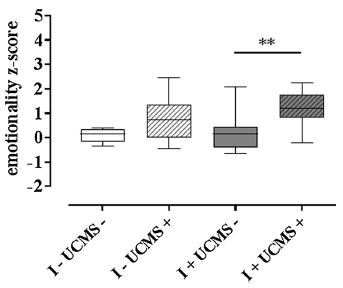 emotionality z-score
5
4
3
2
1
0
-1
-2
**
I - UCMS -
I - UCMS +
I + UCMS -
I + UCMS +